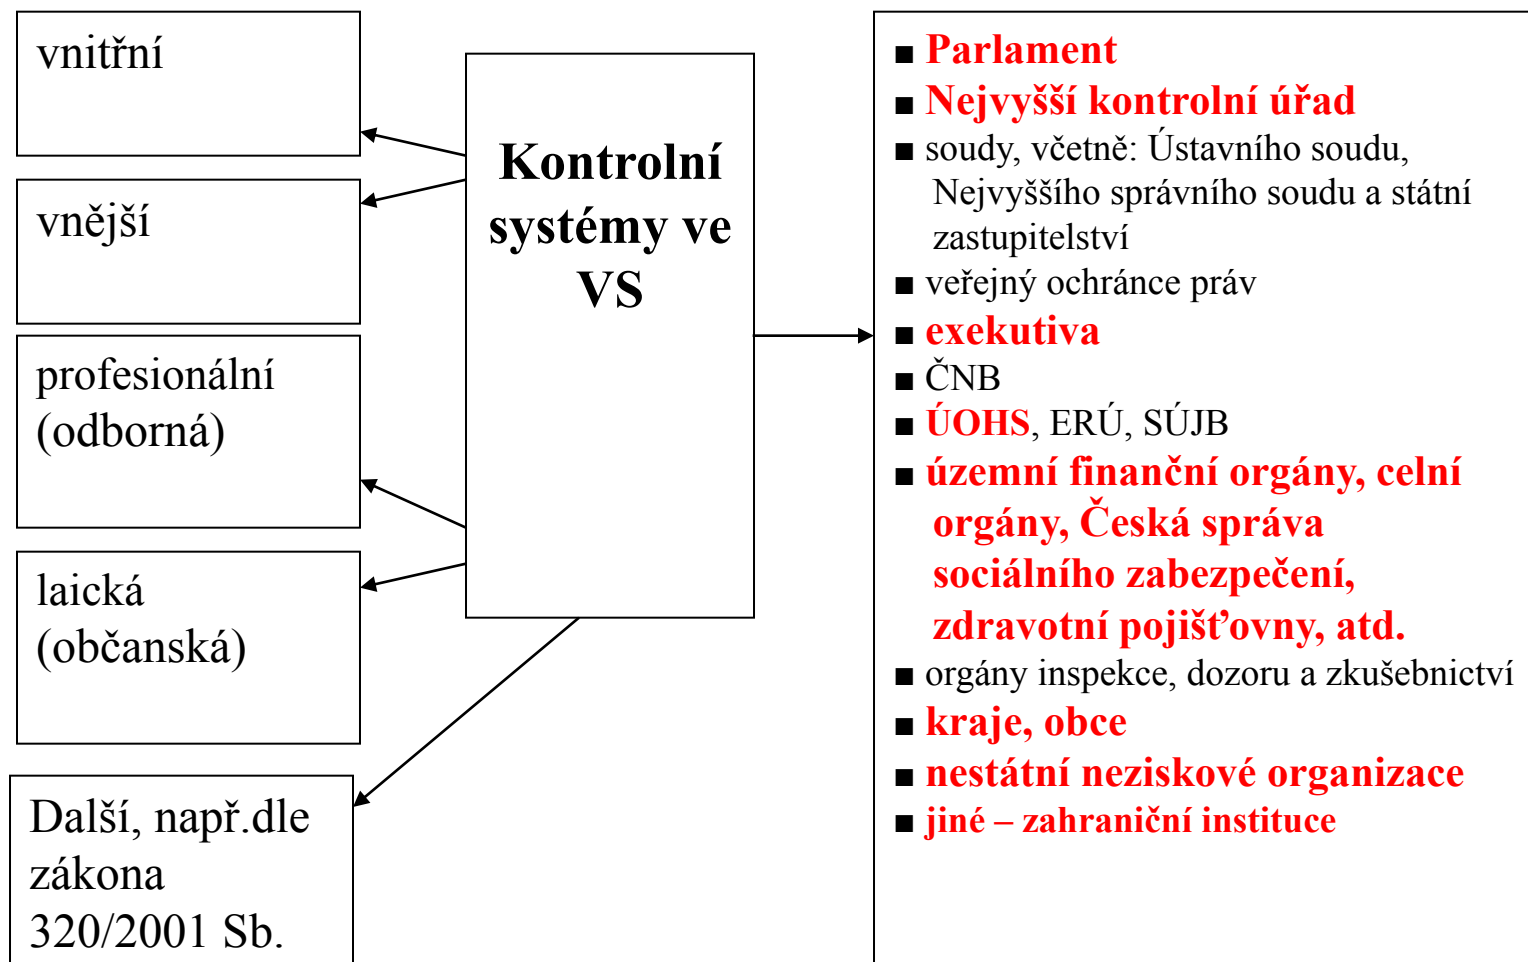 vnitřní
vnější
profesionální
(odborná)
laická
(občanská)
Další, např.dle
zákona
320/2001 Sb.
Kontrolní
systémy ve
VS
■ Parlament
■ Nejvyšší kontrolní úřad
■ soudy, včetně: Ústavního soudu,
Nejvyššího správního soudu a státní
zastupitelství
■ veřejný ochránce práv
■ exekutiva
■ ČNB
■ ÚOHS, ERÚ, SÚJB
■ územní finanční orgány, celní
orgány, Česká správa
sociálního zabezpečení,
zdravotní pojišťovny, atd.
■ orgány inspekce, dozoru a zkušebnictví
■ kraje, obce
■ nestátní neziskové organizace
■ jiné – zahraniční instituce